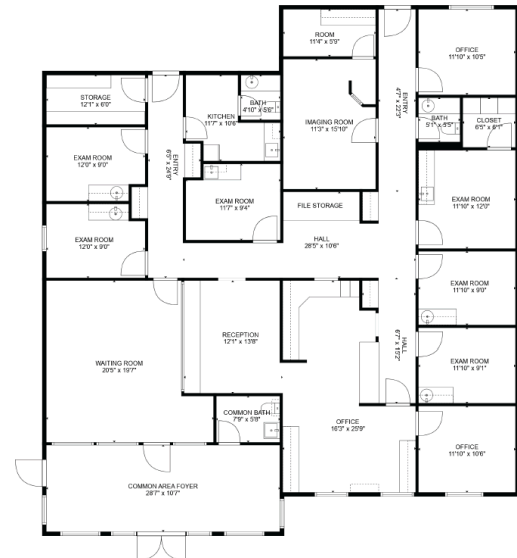 ROOM
11'4" x 5'9"
OFFICE
11'10" x 10'5"
STORAGE
12'1" x 6'0"
KITCHEN
11'7" x 10'6"
BATH
4'10" x 5'6"
IMAGING ROOM
11'3" x 15'10"
ENTRY
4'7" x 22'3"
BATH
5'1" x 5'5"
CLOSET
6'5" x 6'1"
EXAM ROOM
12'0" x 9'0"
ENTRY
6'5" x 24'9"
EXAM ROOM
11'7" x 9'4"
EXAM ROOM
11'10" x 12'0"
FILE STORAGE
EXAM ROOM
12'0" x 9'0"
HALL
28'5" x 10'6"
EXAM ROOM
11'10" x 9'0"
WAITING ROOM
20'5" x 19'7"
RECEPTION
12'1" x 13'8"
HALL
6'7" x 15'2"
EXAM ROOM
11'10" x 9'1"
COMMON BATH
7'9" x 5'8"
OFFICE
16'3" x 25'9"
OFFICE
11'10" x 10'6"
COMMON AREA FOYER
28'7" x 10'7"